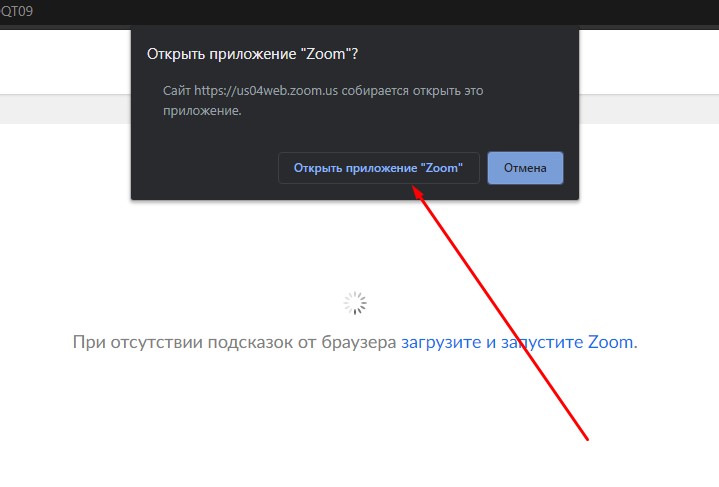 QT09
Открыть приложение "Zoom"?
Сайт https://us04web.zoom.us собирается открыть это
приложение.
Открыть приложение "Zoom"
Отмена
При отсутствии подсказок от браузера загрузите и запустите Zoom.